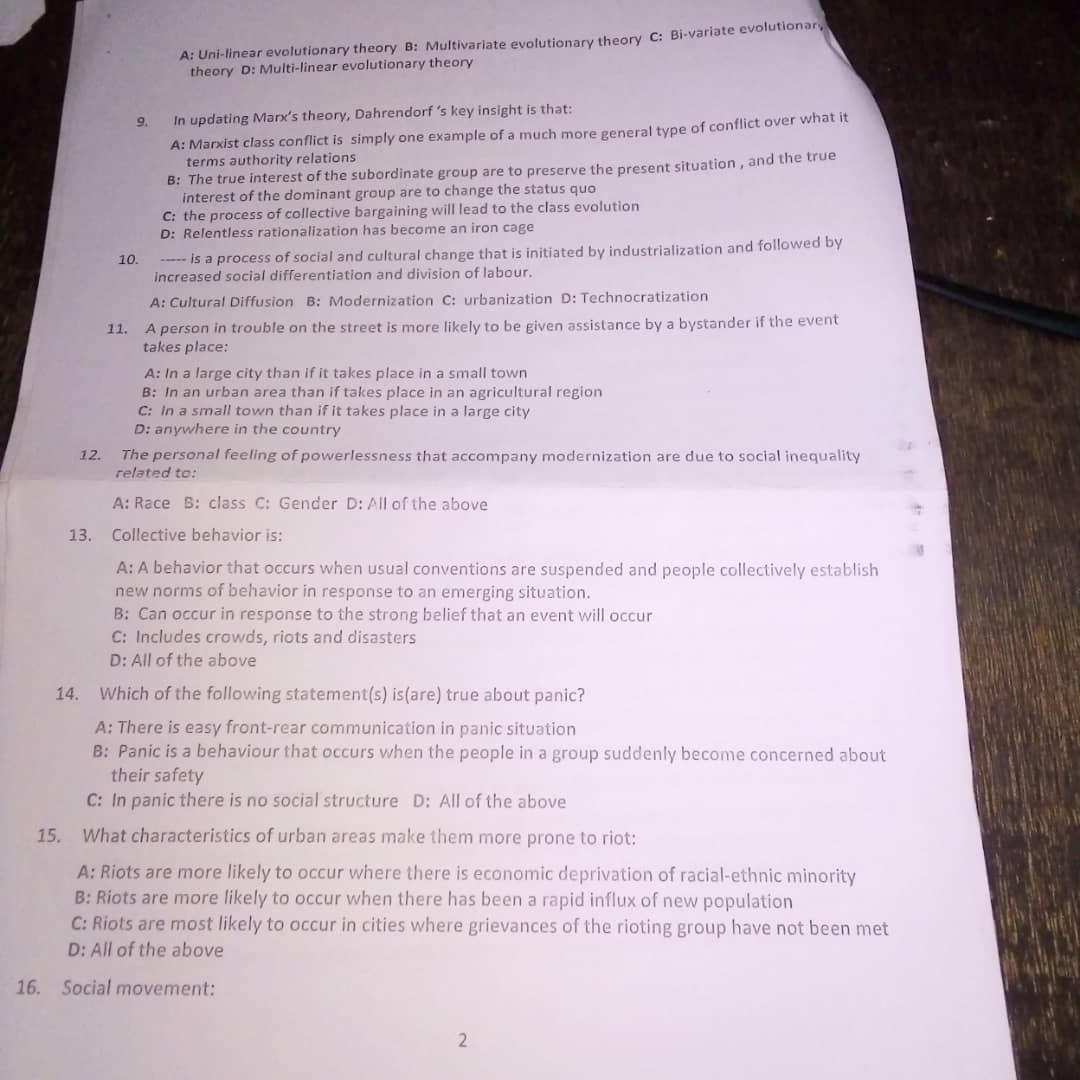 A: Uni-linear evolutionary theory B: Multivariate evolutionary theory C: Bi-variate evolutionary
theory D: Multi-linear evolutionary theory
9. In updating Marx's theory, Dahrendorf 's key insight is that:
A: Marxist class conflict is simply one example of a much more general type of conflict over what it
terms authority relations
B: The true interest of the subordinate group are to preserve the present situation , and the true
interest of the dominant group are to change the status quo
C: the process of collective bargaining will lead to the class evolution
D: Relentless rationalization has become an iron cage
10. ----- is a process of social and cultural change that is initiated by industrialization and followed by
increased social differentiation and division of labour.
A: Cultural Diffusion B: Modernization C: urbanization D: Technocratization
11. A person in trouble on the street is more likely to be given assistance by a bystander if the event
takes place:
A: In a large city than if it takes place in a small town
B: In an urban area than if takes place in an agricultural region
C: In a small town than if it takes place in a large city
D: anywhere in the country
12. The personal feeling of powerlessness that accompany modernization are due to social inequality
related to:
A: Race B: class C: Gender D: All of the above
13. Collective behavior is:
A: A behavior that occurs when usual conventions are suspended and people collectively establish
new norms of behavior in response to an emerging situation.
B: Can occur in response to the strong belief that an event will occur
C: Includes crowds, riots and disasters
D: All of the above
14. Which of the following statement(s) is(are) true about panic?
A: There is easy front-rear communication in panic situation
B: Panic is a behaviour that occurs when the people in a group suddenly become concerned about
their safety
C: In panic there is no social structure D: All of the above
15. What characteristics of urban areas make them more prone to riot:
A: Riots are more likely to occur where there is economic deprivation of racial-ethnic minority
B: Riots are more likely to occur when there has been a rapid influx of new population
C: Riots are most likely to occur in cities where grievances of the rioting group have not been met
D: All of the above
16. Social movement:
2